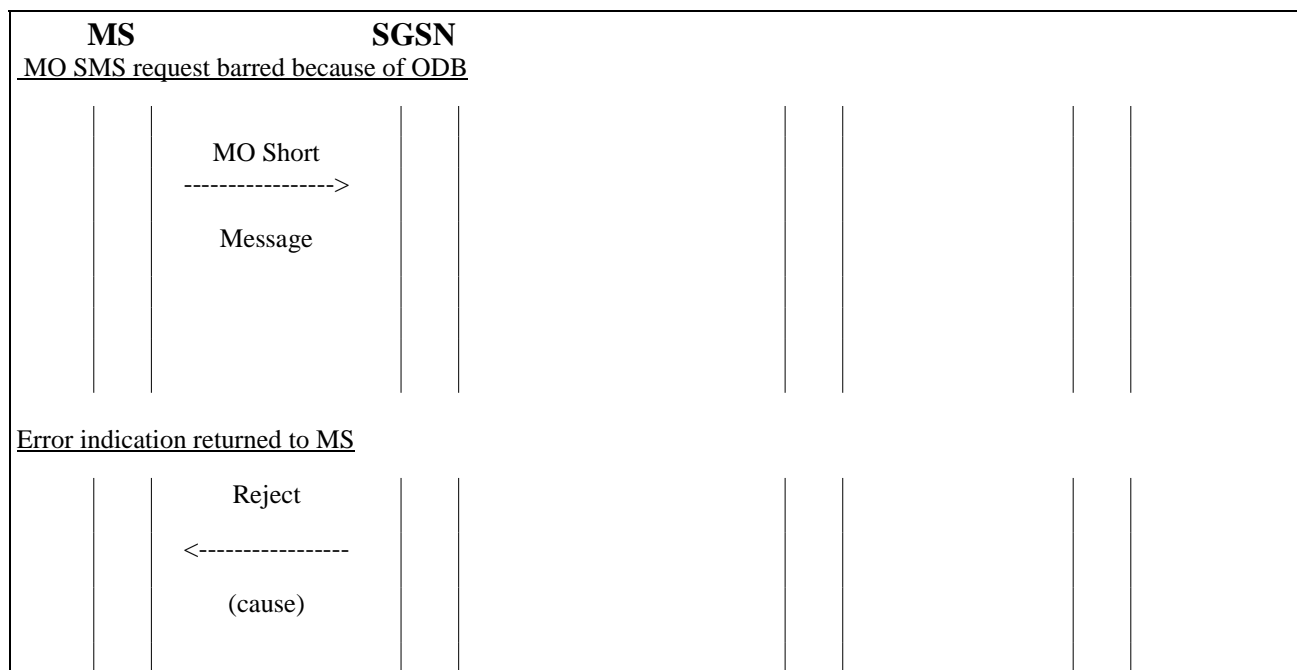 MS SGSN
MO SMS request barred because of ODB
MO Short
----------------->
Message
Error indication returned to MS
Reject
<-----------------
(cause)